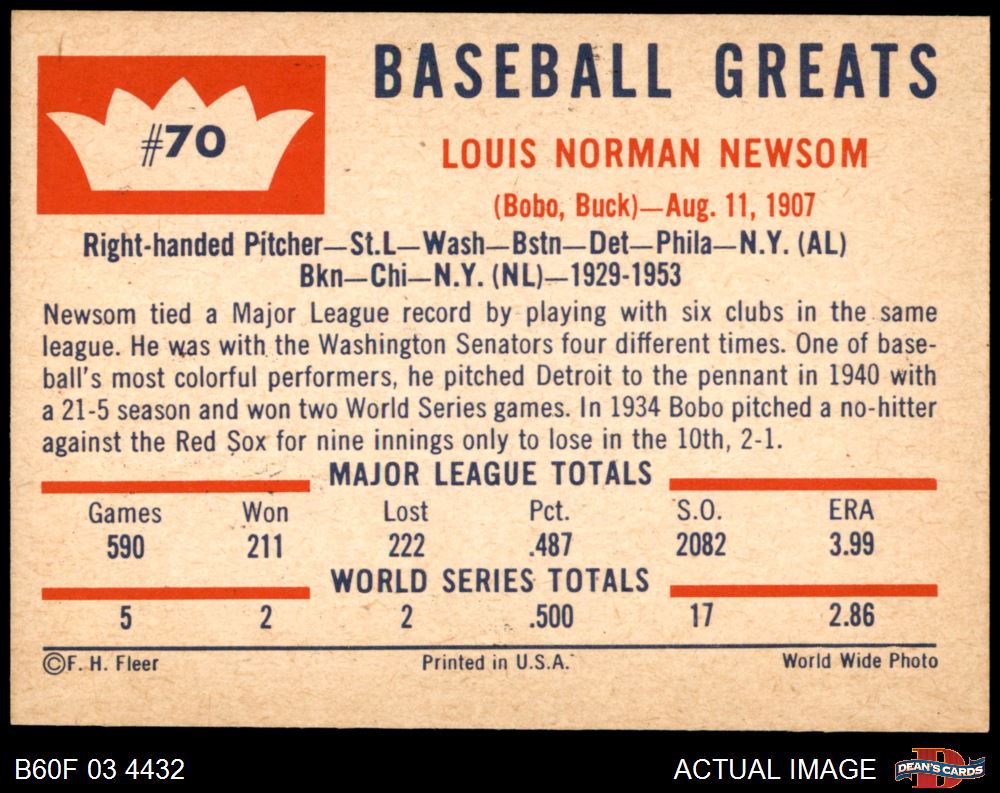 #70
BASEBALL GREATS
LOUIS NORMAN NEWSOM
(Bobo, Buck)—Aug. 11, 1907
Right-handed Pitcher—St.L—Wash—Bstn—Det—Phila—N.Y. (AL)
Bkn—Chi—N.Y. (NL)—1929-1953
Newsom tied a Major League record by playing with six clubs in the same
league. He was with the Washington Senators four different times. One of base-
ball's most colorful performers, he pitched Detroit to the pennant in 1940 with
a 21-5 season and won two World Series games. In 1934 Bobo pitched a no-hitter
against the Red Sox for nine innings only to lose in the 10th, 2-1.
MAJOR LEAGUE TOTALS
Games Won Lost Pct. S.O. ERA
590 211 222 .487 2082 3.99
WORLD SERIES TOTALS
5 2 2 .500 17 2.86
©F. H. Fleer Printed in U.S.A. World Wide Photo
B60F 03 4432 ACTUAL IMAGE DEAN'S CARDS